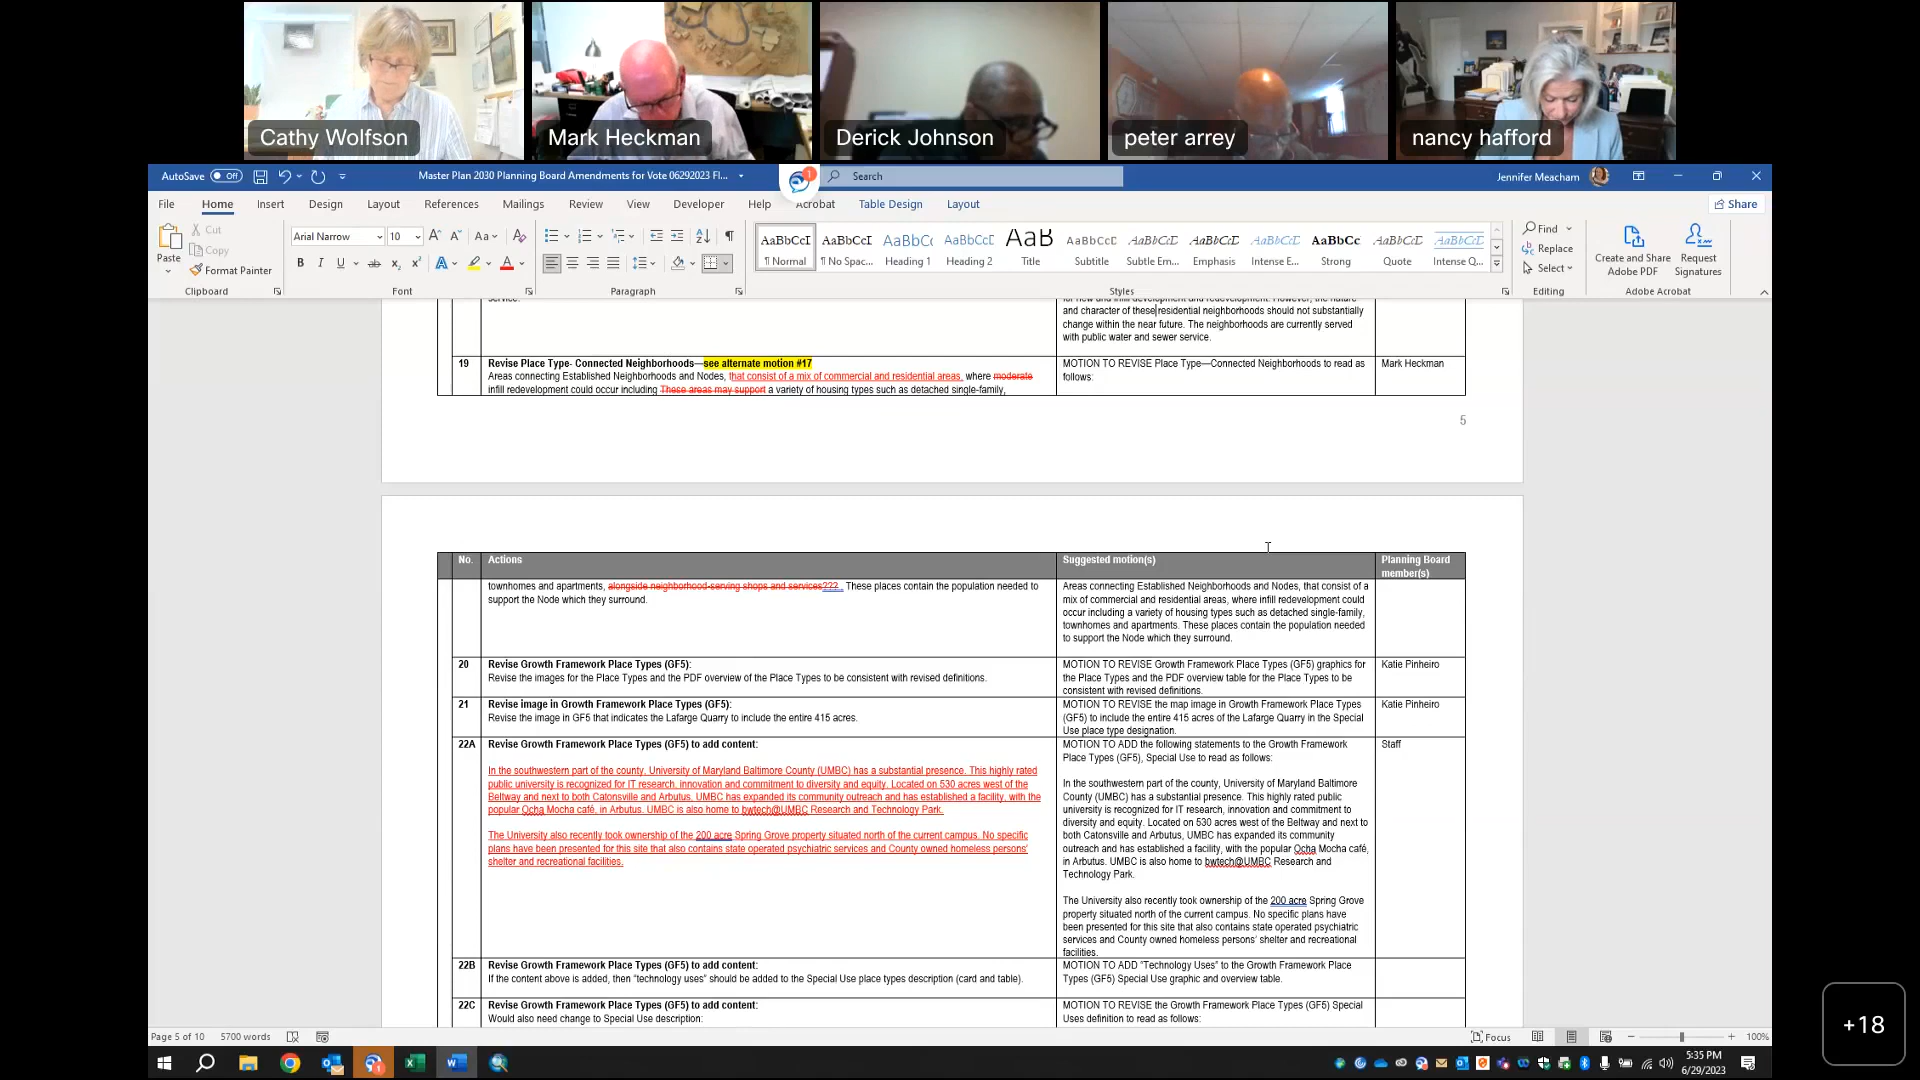 Cathy Wolfson
Mark Heckman
Derick Johnson
peter arrey
nancy hafford
AutoSave Off
Master Plan 2030 Planning Board Amendments for Vote 06292023 Fl...
1
Search
Jennifer Meacham
File Home Insert Design Layout References Mailings Review View Developer Help Acrobat Table Design Layout
Share
Paste
Cut
Copy
Format Painter
Clipboard
Arial Narrow 10
Font
Paragraph
AaBbCcI AaBbCcI AaBbCc AaBbCcI AaB AaBbCcI AaBbCcI AaBbCcI AaBbCcI AaBbCc AaBbCcI AaBbCcI
¶ Normal ¶ No Spac... Heading 1 Heading 2 Title Subtitle Subtle Em... Emphasis Intense E... Strong Quote Intense Q...
Styles
Find
Replace
Select
Editing
Create and Share
Adobe PDF
Request
Signatures
Adobe Acrobat
service.
for new and infill development and redevelopment. However, the nature
and character of these residential neighborhoods should not substantially
change within the near future. The neighborhoods are currently served
with public water and sewer service.
19
Revise Place Type- Connected Neighborhoods—see alternate motion #17
Areas connecting Established Neighborhoods and Nodes, that consist of a mix of commercial and residential areas, where moderate
infill redevelopment could occur including These areas may support a variety of housing types such as detached single-family,
MOTION TO REVISE Place Type—Connected Neighborhoods to read as
follows:
Mark Heckman
5
No. Actions Suggested motion(s) Planning Board
member(s)
townhomes and apartments, alongside neighborhood-serving shops and services??? . These places contain the population needed to
support the Node which they surround.
Areas connecting Established Neighborhoods and Nodes, that consist of a
mix of commercial and residential areas, where infill redevelopment could
occur including a variety of housing types such as detached single-family,
townhomes and apartments. These places contain the population needed
to support the Node which they surround.
20
Revise Growth Framework Place Types (GF5):
Revise the images for the Place Types and the PDF overview of the Place Types to be consistent with revised definitions.
MOTION TO REVISE Growth Framework Place Types (GF5) graphics for
the Place Types and the PDF overview table for the Place Types to be
consistent with revised definitions.
Katie Pinheiro
21
Revise image in Growth Framework Place Types (GF5):
Revise the image in GF5 that indicates the Lafarge Quarry to include the entire 415 acres.
MOTION TO REVISE the map image in Growth Framework Place Types
(GF5) to include the entire 415 acres of the Lafarge Quarry in the Special
Use place type designation.
Katie Pinheiro
22A
Revise Growth Framework Place Types (GF5) to add content:
In the southwestern part of the county, University of Maryland Baltimore County (UMBC) has a substantial presence. This highly rated
public university is recognized for IT research, innovation and commitment to diversity and equity. Located on 530 acres west of the
Beltway and next to both Catonsville and Arbutus, UMBC has expanded its community outreach and has established a facility, with the
popular Ocha Mocha café, in Arbutus. UMBC is also home to bwtech@UMBC Research and Technology Park.
The University also recently took ownership of the 200 acre Spring Grove property situated north of the current campus. No specific
plans have been presented for this site that also contains state operated psychiatric services and County owned homeless persons'
shelter and recreational facilities.
MOTION TO ADD the following statements to the Growth Framework
Place Types (GF5), Special Use to read as follows:
In the southwestern part of the county, University of Maryland Baltimore
County (UMBC) has a substantial presence. This highly rated public
university is recognized for IT research, innovation and commitment to
diversity and equity. Located on 530 acres west of the Beltway and next to
both Catonsville and Arbutus, UMBC has expanded its community
outreach and has established a facility, with the popular Ocha Mocha café,
in Arbutus. UMBC is also home to bwtech@UMBC Research and
Technology Park.
The University also recently took ownership of the 200 acre Spring Grove
property situated north of the current campus. No specific plans have
been presented for this site that also contains state operated psychiatric
services and County owned homeless persons' shelter and recreational
facilities.
Staff
22B
Revise Growth Framework Place Types (GF5) to add content:
If the content above is added, then "technology uses" should be added to the Special Use place types description (card and table).
MOTION TO ADD "Technology Uses" to the Growth Framework Place
Types (GF5) Special Use graphic and overview table.
22C
Revise Growth Framework Place Types (GF5) to add content:
Would also need change to Special Use description:
MOTION TO REVISE the Growth Framework Place Types (GF5) Special
Uses definition to read as follows:
Page 5 of 10 5700 words
Focus
100%
5:35 PM
6/29/2023
+18